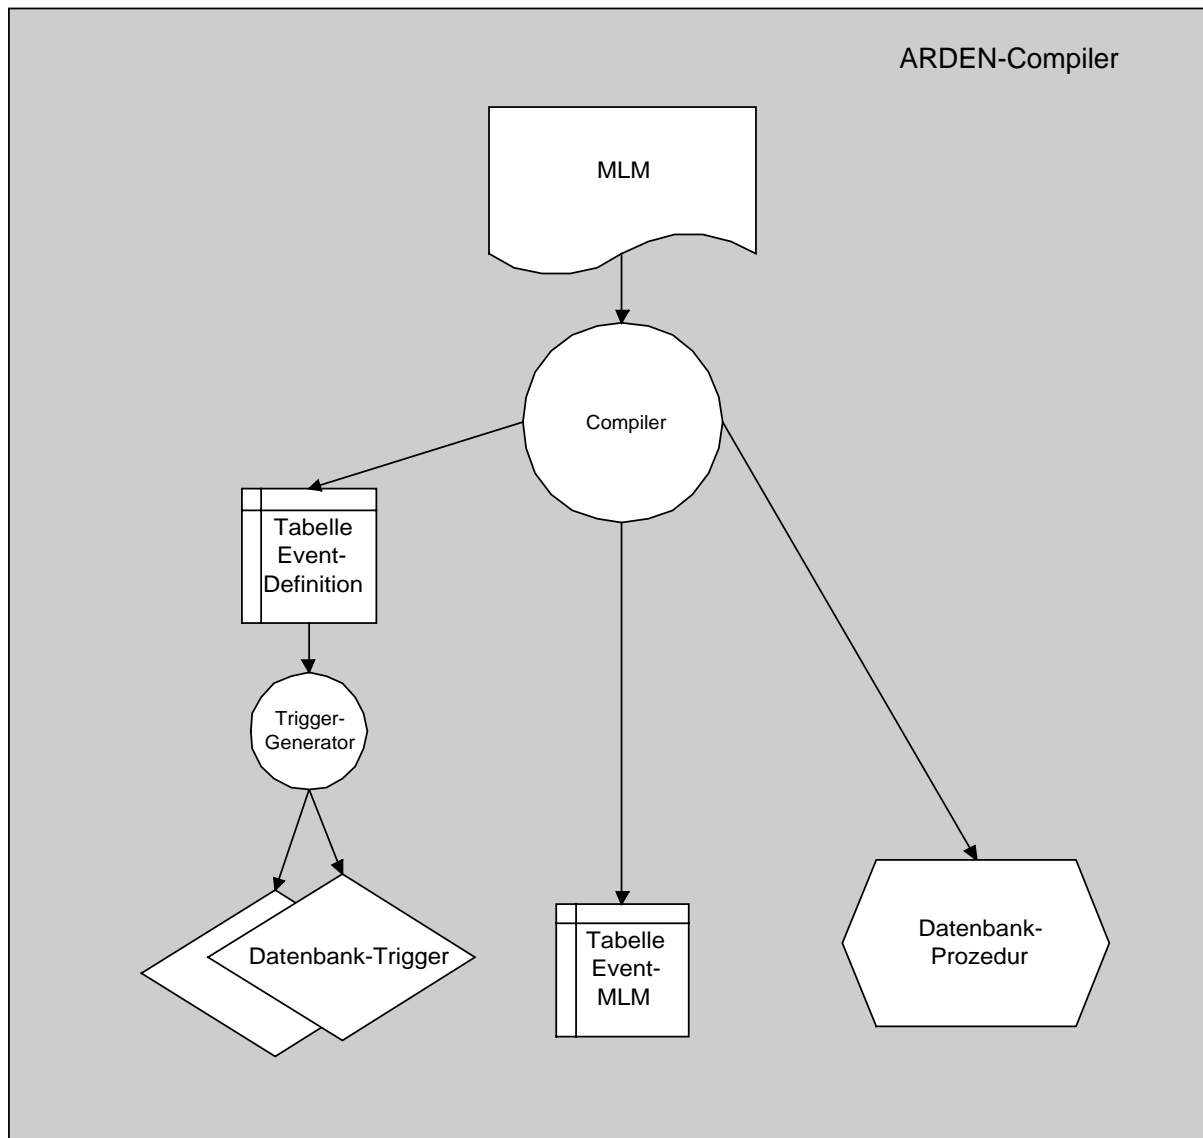 ARDEN-Compiler
MLM
Compiler
Tabelle
Event-
Definition
Trigger-
Generator
Datenbank-Trigger
Tabelle
Event-
MLM
Datenbank-
Prozedur